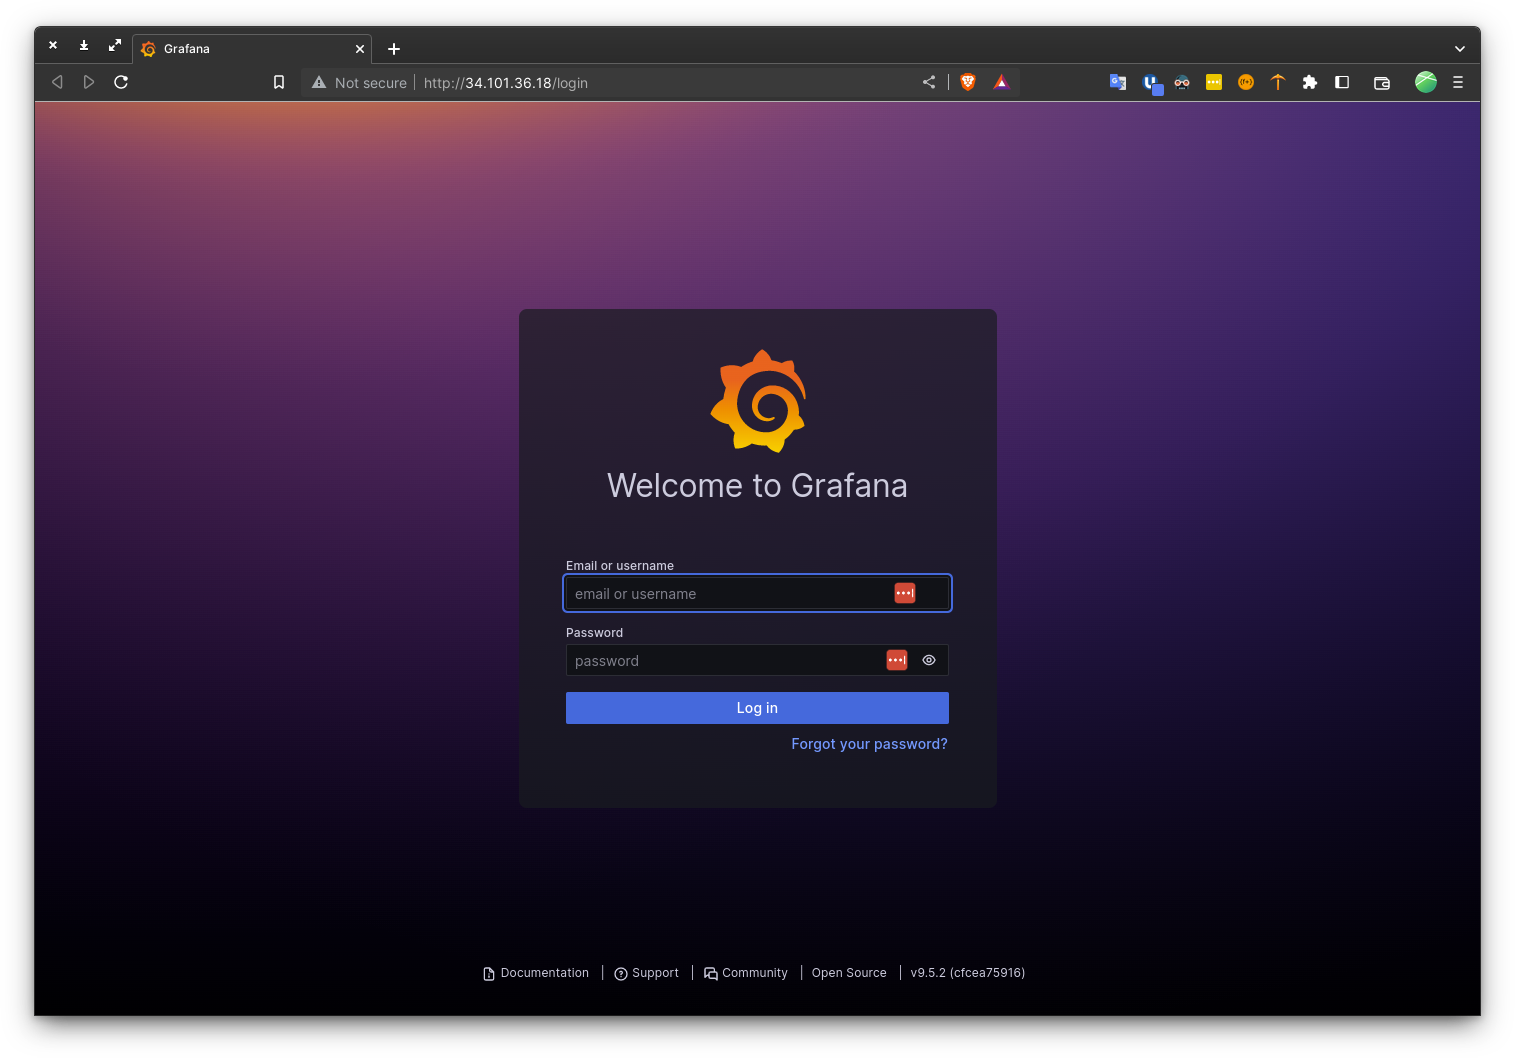 Grafana
Not secure
http://34.101.36.18/login
Welcome to Grafana
Email or username
email or username
Password
password
Log in
Forgot your password?
Documentation | Support | Community | Open Source | v9.5.2 (cfcea75916)